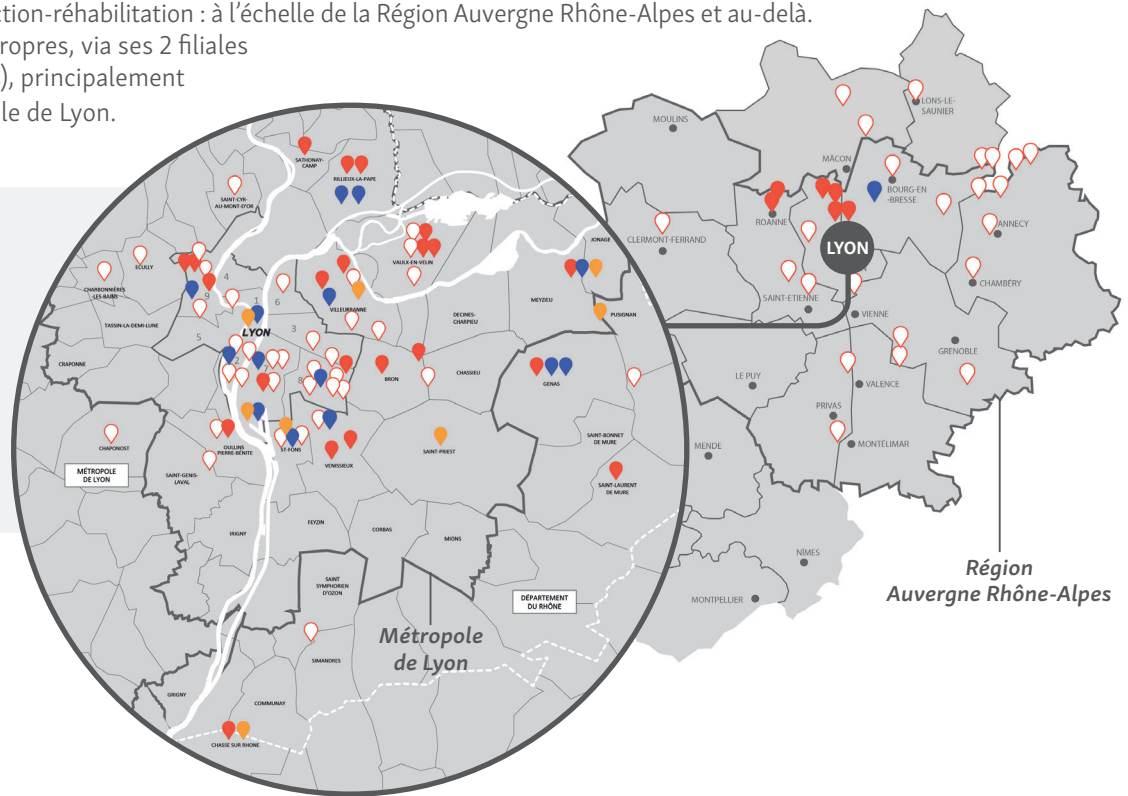 ction-réhabilitation : à l'échelle de la Région Auvergne Rhône-Alpes et au-delà.
ropres, via ses 2 filiales
), principalement
le de Lyon.
LONS-LE-
SAUNIER
MOULINS
MÂCON
BOURG-EN
-BRESSE
ROANNE
ANNECY
CLERMONT-FERRAND
LYON
CHAMBÉRY
SAINT-ETIENNE
VIENNE
GRENOBLE
LE PUY
VALENCE
PRIVAS
MONTÉLIMAR
MENDE
NÎMES
MONTPELLIER
Région
Auvergne Rhône-Alpes
SATHONAY-
CAMP
RILLIEUX-LA-PAPE
SAINT-CYR-
AU-MONT-D'OR
JONAGE
VAULX-EN-VELIN
ECULLY
CHARBONNIÈRES
LES-BAINS
4
9
1
6
VILLEURBANNE
MEYZIEU
PUSIGNAN
DECINES-
CHARPIEU
TASSIN-LA-DEMI-LUNE
LYON
3
5
2
7
8
CRAPONNE
BRON
CHASSIEU
GENAS
CHAPONOST
OULLINS
PIERRE-BÉNITE
ST-FONS
VENISSIEUX
SAINT-PRIEST
SAINT-BONNET
DE MURE
MÉTROPOLE
DE LYON
SAINT-GENIS-
LAVAL
SAINT-LAURENT
DE MURE
IRIGNY
FEYZIN
CORBAS
MIONS
SAINT
SYMPHORIEN
D'OZON
DÉPARTEMENT
DU RHÔNE
Métropole
de Lyon
SIMANDRES
GRIGNY
COMMUNAY
CHASSE SUR RHONE